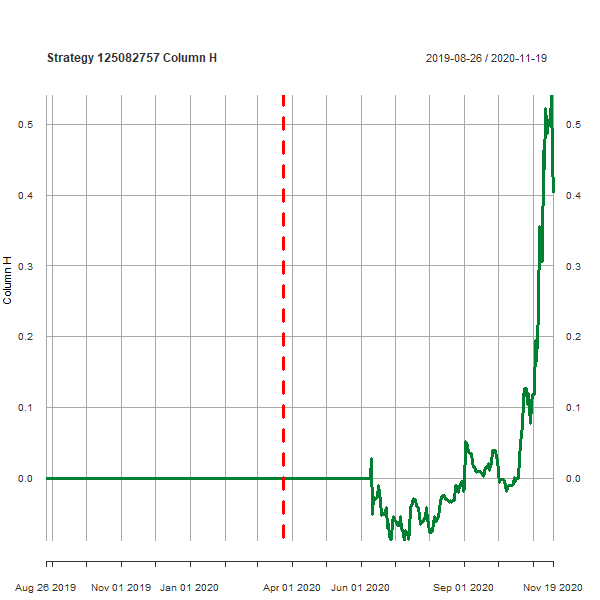 Strategy 125082757 Column H
2019-08-26 / 2020-11-19
0.5
0.4
0.3
0.2
0.1
0.0
Column H
0.5
0.4
0.3
0.2
0.1
0.0
Aug 26 2019
Nov 01 2019
Jan 01 2020
Apr 01 2020
Jun 01 2020
Sep 01 2020
Nov 19 2020